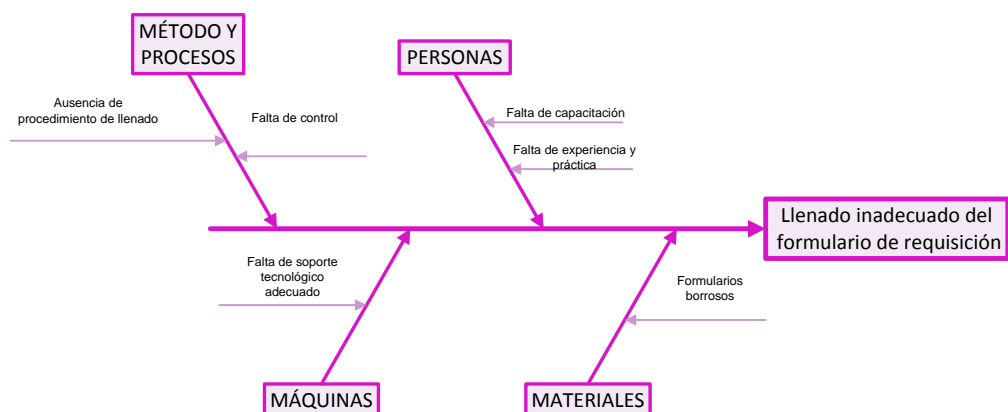 MÉTODO Y
PROCESOS
PERSONAS
Ausencia de
procedimiento de llenado
Falta de control
Falta de capacitación
Falta de experiencia y
práctica
Llenado inadecuado del
formulario de requisición
Falta de soporte
tecnológico
adecuado
Formularios
borrosos
MÁQUINAS
MATERIALES